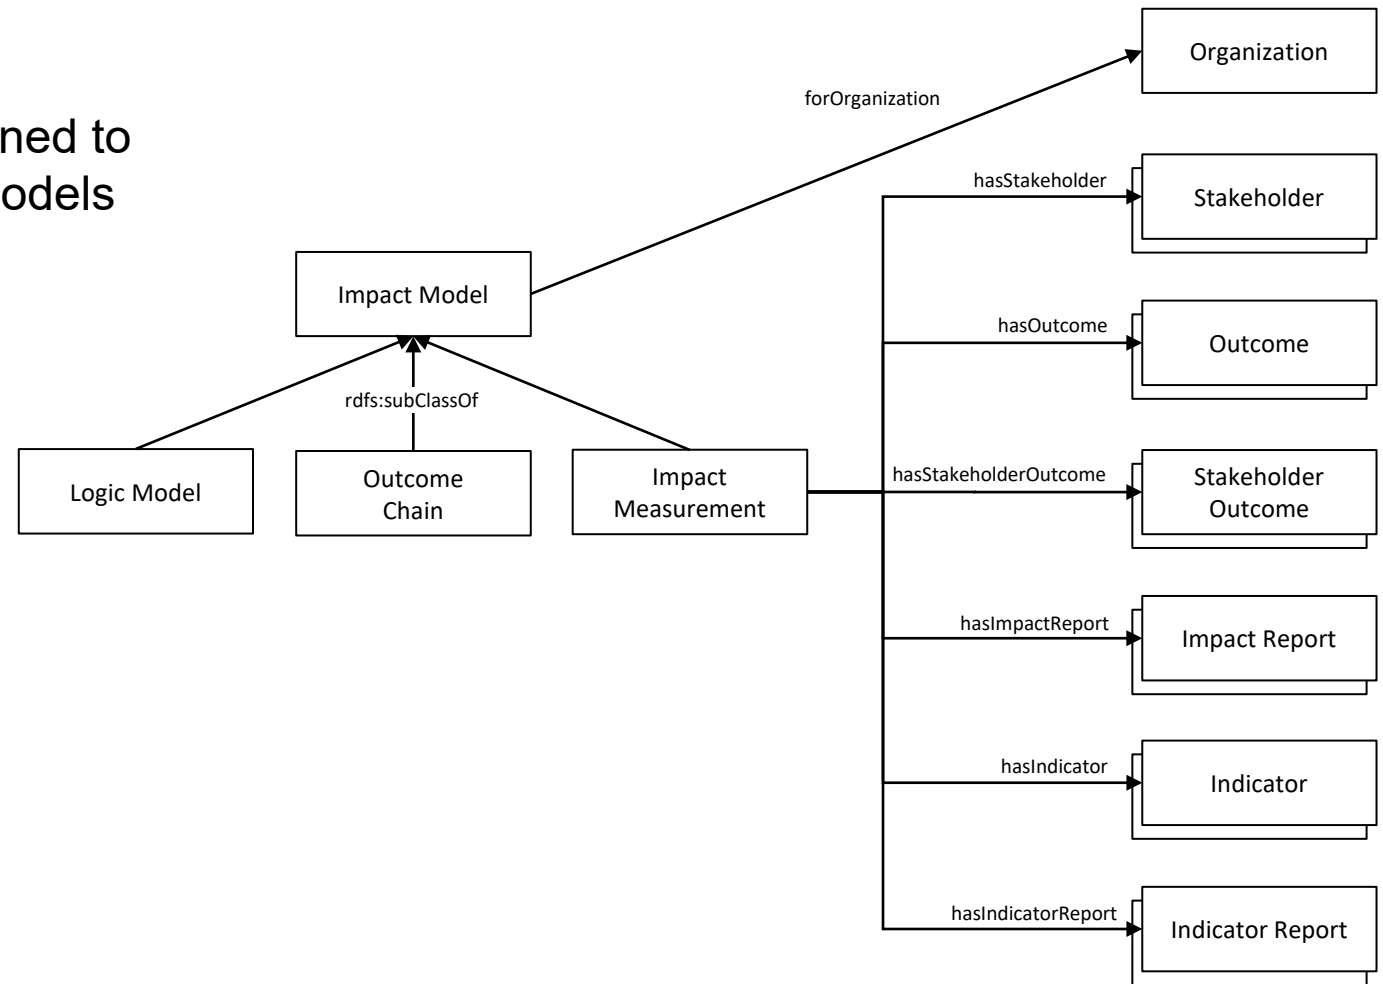 ned to
odels
Organization
forOrganization
hasStakeholder
Stakeholder
Impact Model
hasOutcome
Outcome
rdfs:subClassOf
Logic Model
Outcome
Chain
Impact
Measurement
hasStakeholderOutcome
Stakeholder
Outcome
hasImpactReport
Impact Report
hasIndicator
Indicator
hasIndicatorReport
Indicator Report